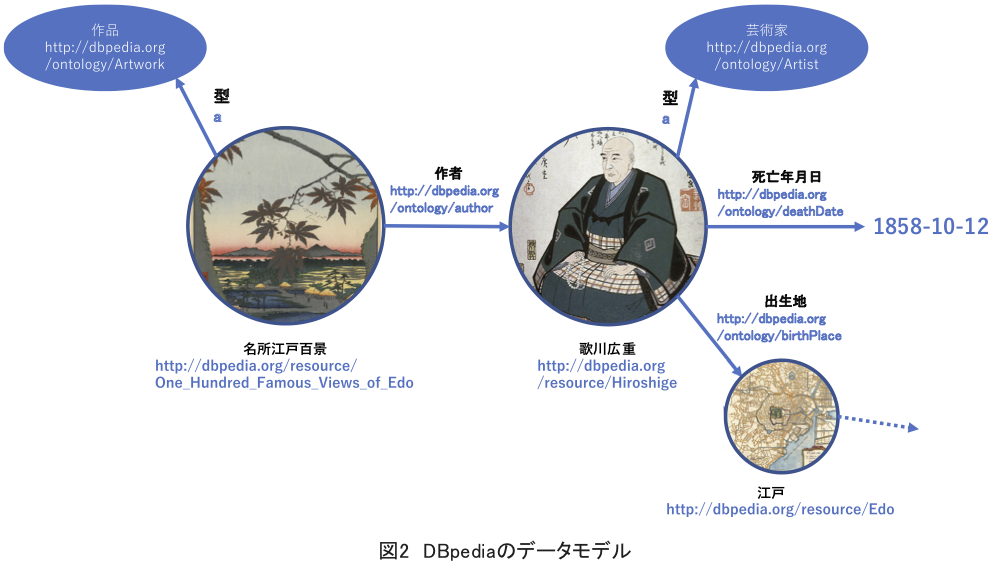 作品
http://dbpedia.org
/ontology/Artwork
芸術家
http://dbpedia.org
/ontology/Artist
型
a
型
a
作者
http://dbpedia.org
/ontology/author
死亡年月日
http://dbpedia.org
/ontology/deathDate
1858-10-12
出生地
http://dbpedia.org
/ontology/birthPlace
名所江戸百景
http://dbpedia.org/resource/
One_Hundred_Famous_Views_of_Edo
歌川広重
http://dbpedia.org
/resource/Hiroshige
江戸
http://dbpedia.org/resource/Edo
図2 DBpediaのデータモデル